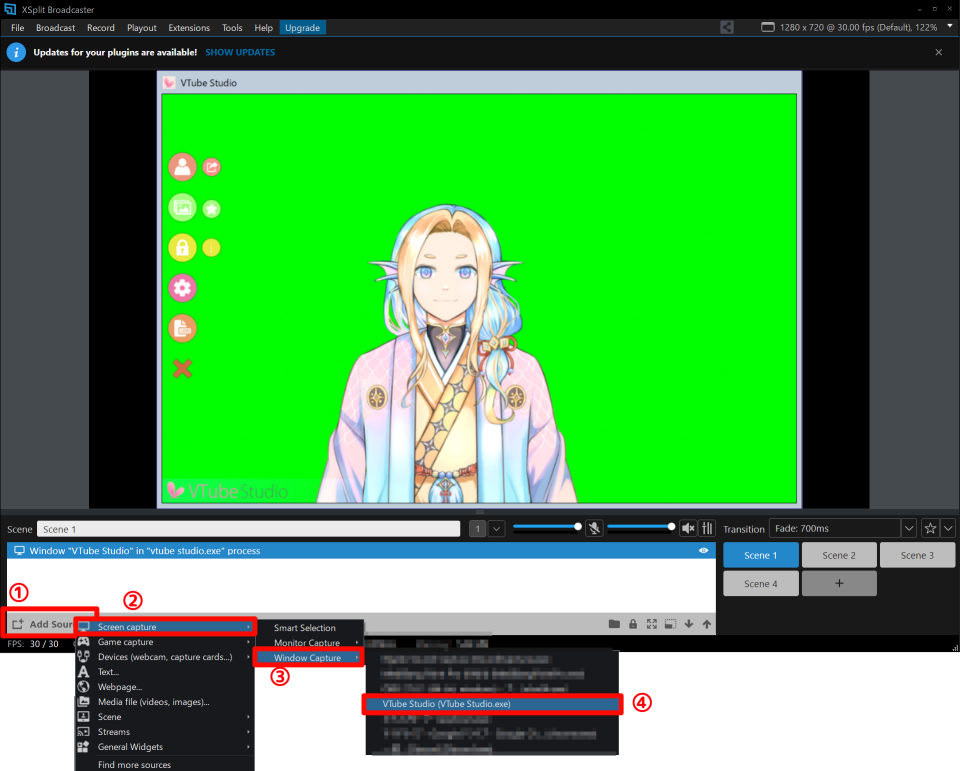 XSplit Broadcaster
File Broadcast Record Playout Extensions Tools Help Upgrade
1280 x 720 @ 30.00 fps (Default), 122%
Updates for your plugins are available! SHOW UPDATES
VTube Studio
VTubeStudio
Scene Scene 1 1
Transition Fade: 700ms
Window "VTube Studio" in "vtube studio.exe" process
Scene 1 Scene 2 Scene 3
Scene 4 +
①
②
Add Sour
FPS: 30 / 30
Screen capture
Game capture
Devices (webcam, capture cards...)
Text...
Webpage...
Media file (videos, images)...
Scene
Streams
General Widgets
Find more sources
Smart Selection
Monitor Capture
Window Capture
③
VTube Studio (VTube Studio.exe)
④